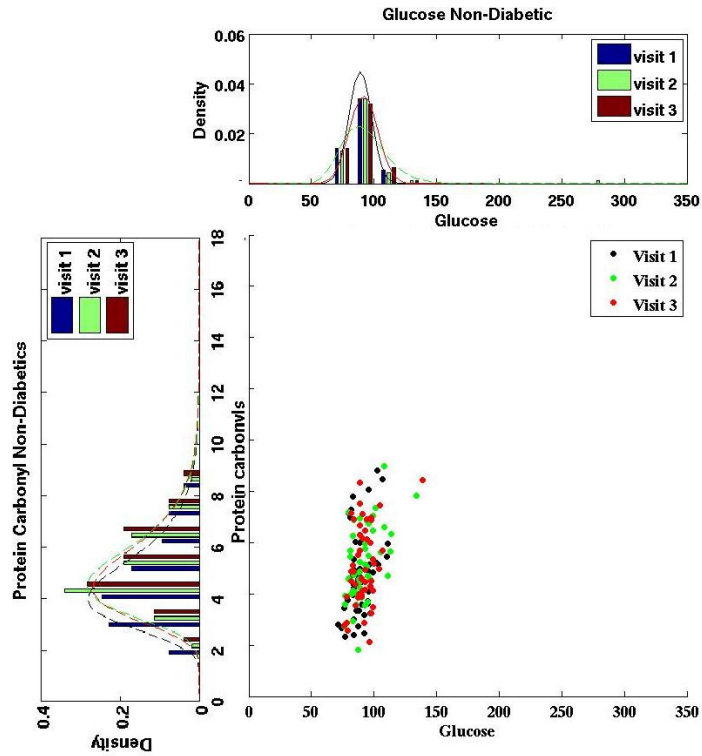 Glucose Non-Diabetic
0.06
0.04
0.02
Density
visit 1
visit 2
visit 3
0 50 100 150 200 250 300 350
Glucose
visit 1
visit 2
visit 3
Protein Carbonyl Non-Diabetics
0 2 4 6 8 10 12 14 16 18
0.4 0.2 0
Density
Protein carbonvls
Visit 1
Visit 2
Visit 3
0 50 100 150 200 250 300 350
Glucose